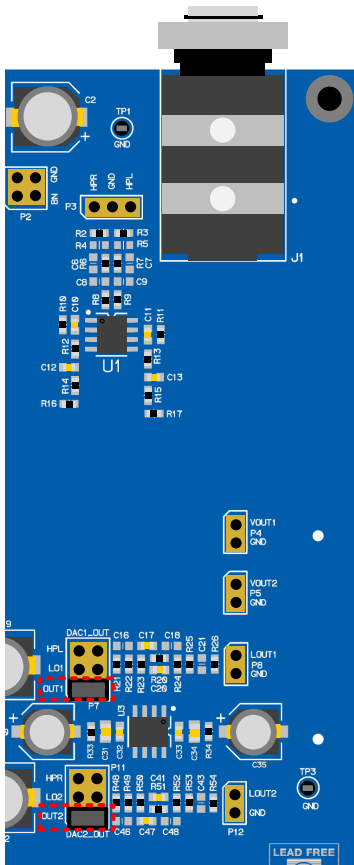 C2
+
TP1
GND
GND
EN
P2
HPR
GND
HPL
P3
J1
R2
R3
R4
R5
C6
R6
R7
C7
C8
C9
R8
R9
R10
C10
C11
R11
R12
U1
R13
C12
C13
R14
R15
R16
R17
VOUT1
P4
GND
VOUT2
P5
GND
9
DAC1_OUT
C16
C17
C18
HPL
LO1
OUT1
P7
R21
R22
R23
R20
C20
R24
R25
C21
R26
LOUT1
P8
GND
+
0
R33
C31
C32
U3
C33
C34
R34
+
C35
P11
HPR
LO2
OUT2
DAC2_OUT
R48
R49
R50
C41
R51
R52
R53
C43
R54
C46
C47
C48
LOUT2
GND
P12
TP3
GND
2
LEAD FREE